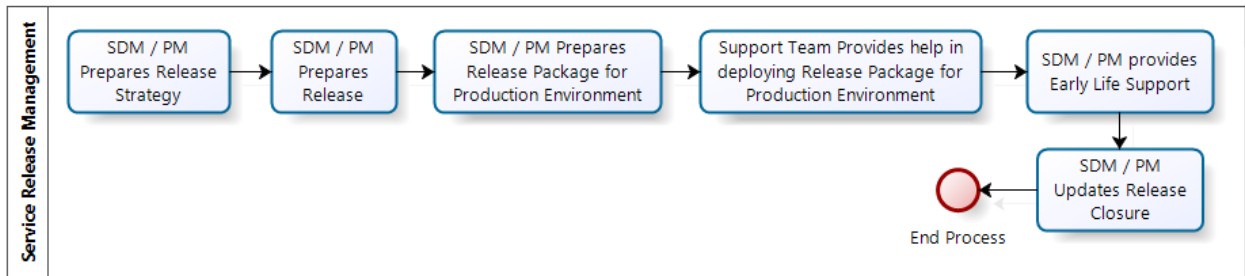 Service Release Management
SDM / PM
Prepares Release
Strategy
SDM / PM
Prepares
Release
SDM / PM Prepares
Release Package for
Production Environment
Support Team Provides help in
deploying Release Package for
Production Environment
SDM / PM provides
Early Life Support
SDM / PM
Updates Release
Closure
End Process